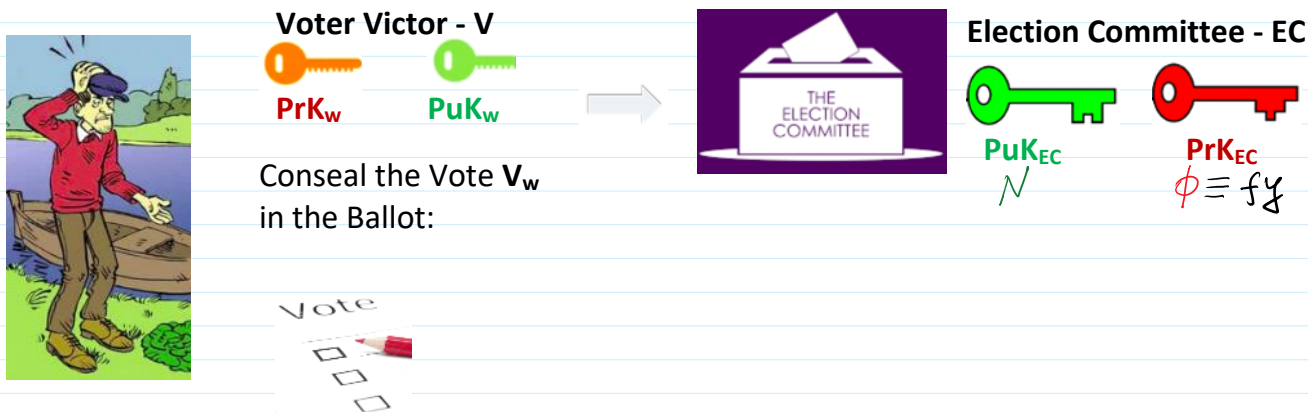 Voter Victor - V
PrKw
PuKw
Conseal the Vote Vw
in the Ballot:
Vote
THE
ELECTION
COMMITTEE
Election Committee - EC
PuKEC
PrKEC
N
ϕ ≡ fy